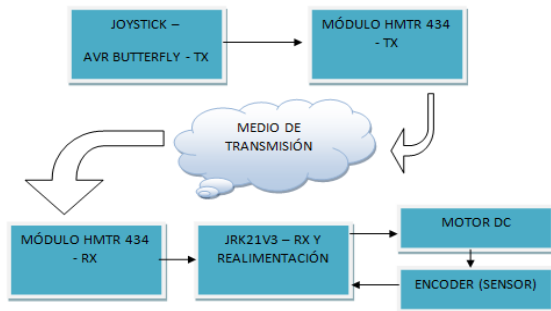 JOYSTICK –
AVR BUTTERFLY - TX
MÓDULO HMTR 434
- TX
MEDIO DE
TRANSMISIÓN
MÓDULO HMTR 434
- RX
JRK21V3 – RX Y
REALIMENTACIÓN
MOTOR DC
ENCODER (SENSOR)